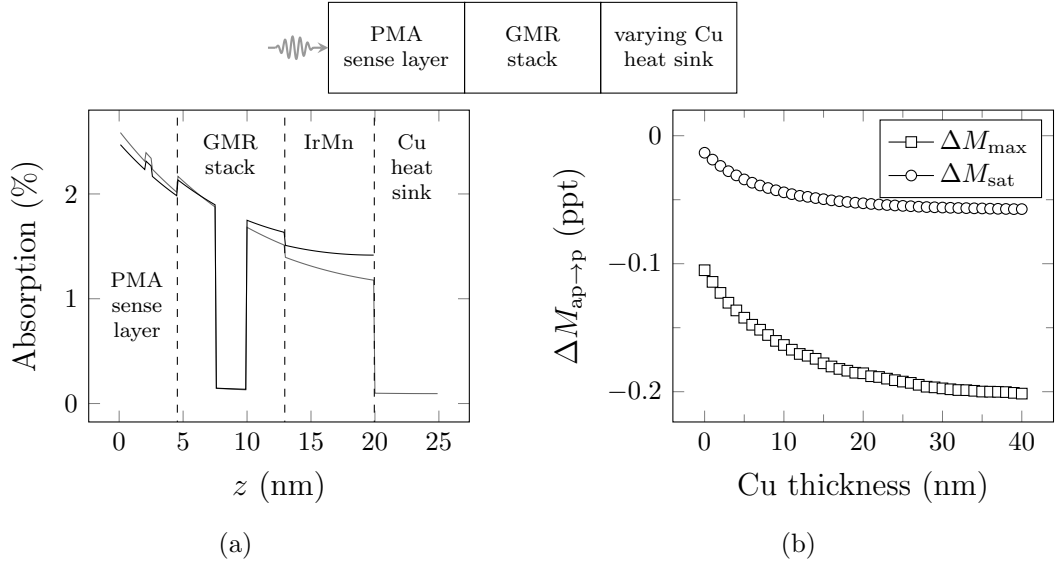 PMA
sense layer
GMR
stack
varying Cu
heat sink
GMR
stack
IrMn
Cu
heat
sink
PMA
sense
layer
Absorption (%)
2
1
0
0 5 10 15 20 25
z (nm)
(a)
ΔM_max
ΔM_sat
ΔM_ap→p (ppt)
0
−0.1
−0.2
0 10 20 30 40
Cu thickness (nm)
(b)